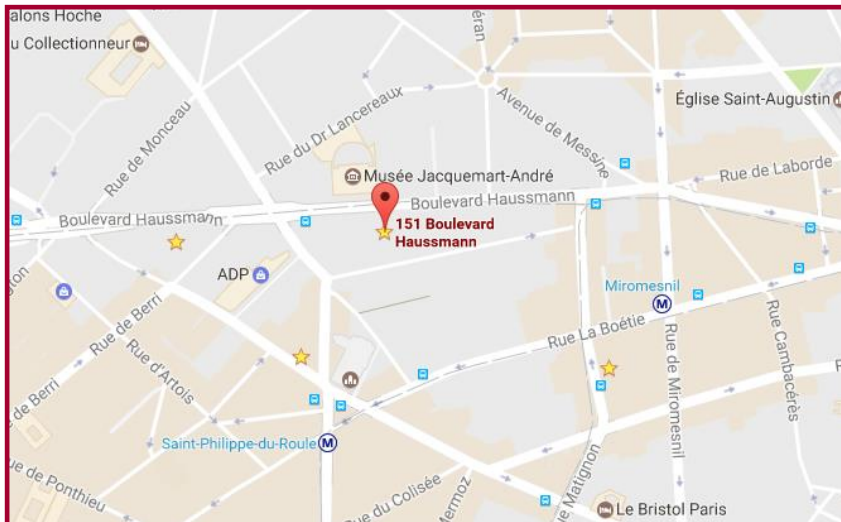 alons Hoche
u Collectionneur
éran
Église Saint-Augustin
Avenue de Messine
Rue du Dr Lancereaux
Rue de Monceau
Musée Jacquemart-André
Rue de Laborde
Boulevard Haussmann
Boulevard Haussmann
151 Boulevard
Haussmann
ADP
ngton
Miromesnil
M
Rue de Berri
Rue La Boétie
Rue d'Artois
Rue de Miromesnil
Rue Cambacérès
e de Berri
Saint-Philippe-du-Roule
M
ue de Ponthieu
Rue du Colisée
Mermoz
ue Matignon
Le Bristol Paris